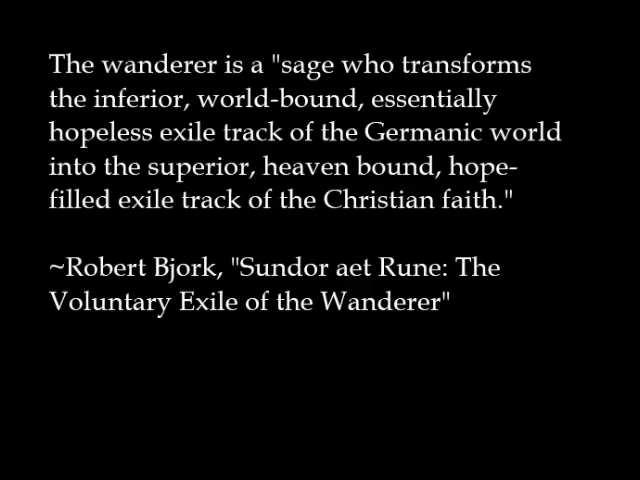 The wanderer is a "sage who transforms
the inferior, world-bound, essentially
hopeless exile track of the Germanic world
into the superior, heaven bound, hope-
filled exile track of the Christian faith."
~Robert Bjork, "Sundor aet Rune: The
Voluntary Exile of the Wanderer"